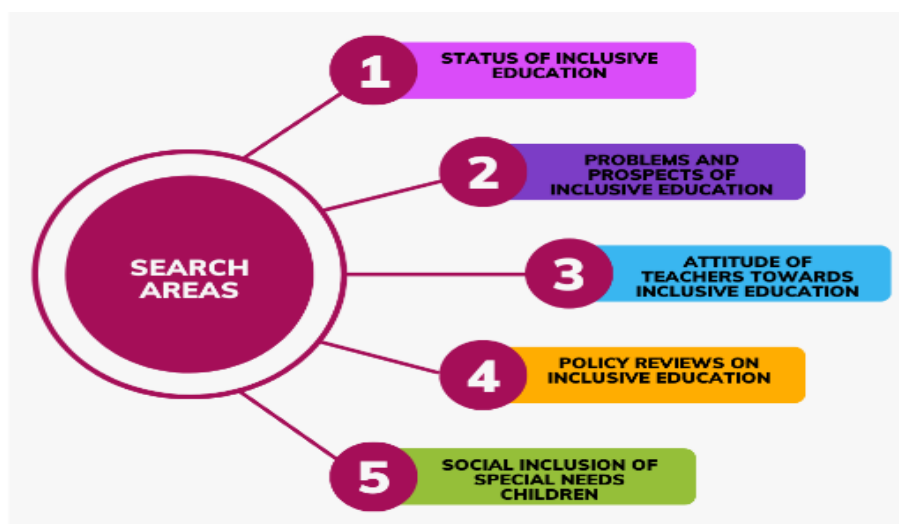 SEARCH
AREAS
1
STATUS OF INCLUSIVE
EDUCATION
2
PROBLEMS AND
PROSPECTS OF
INCLUSIVE EDUCATION
3
ATTITUDE OF
TEACHERS TOWARDS
INCLUSIVE EDUCATION
4
POLICY REVIEWS ON
INCLUSIVE EDUCATION
5
SOCIAL INCLUSION OF
SPECIAL NEEDS
CHILDREN